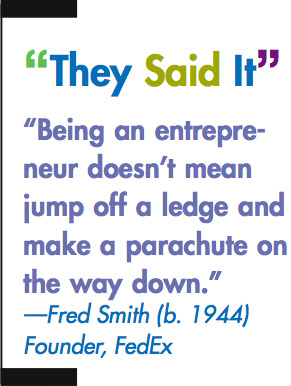 “They Said It”
“Being an entrepre-
neur doesn’t mean
jump off a ledge and
make a parachute on
the way down.”
—Fred Smith (b. 1944)
Founder, FedEx